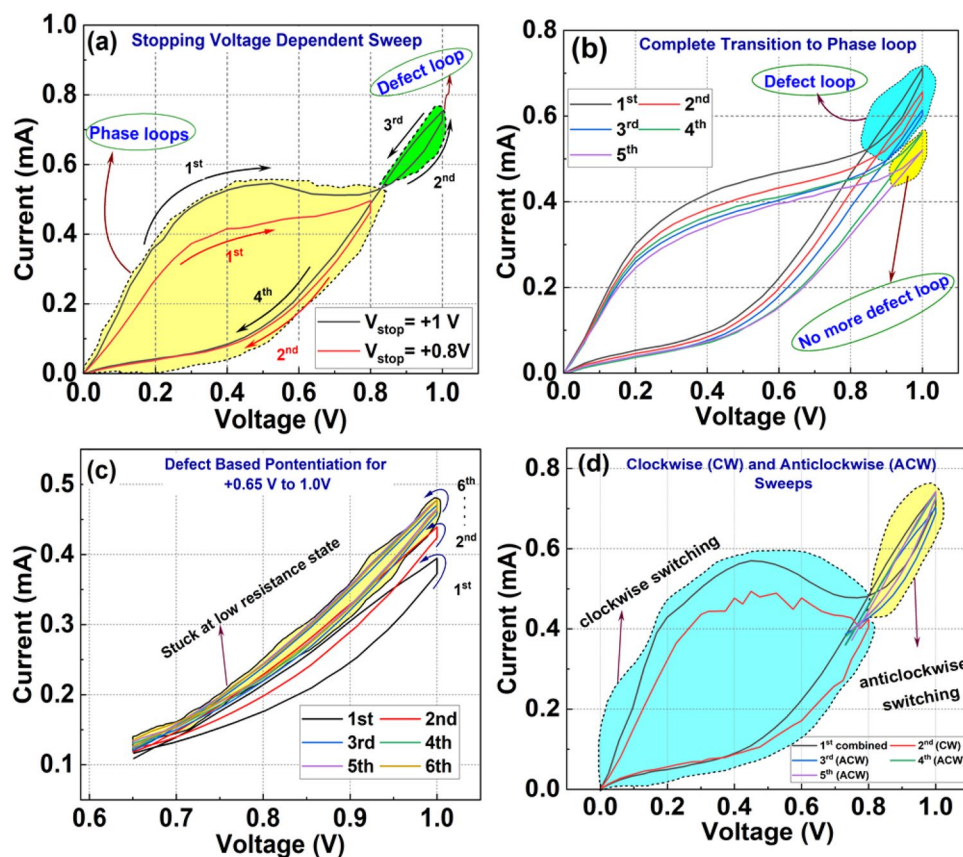 (a)
Stopping Voltage Dependent Sweep
Defect loop
Phase loops
1st
3rd
2nd
1st
4th
2nd
Vstop= +1 V
Vstop= +0.8V
1.0
0.8
0.6
0.4
0.2
0.0
Current (mA)
0.0 0.2 0.4 0.6 0.8 1.0
Voltage (V)
(b)
Complete Transition to Phase loop
Defect loop
1st 2nd
3rd 4th
5th
No more defect loop
0.8
0.6
0.4
0.2
0.0
Current (mA)
0.0 0.2 0.4 0.6 0.8 1.0
Voltage (V)
(c)
Defect Based Pontentiation for
+0.65 V to 1.0V
6th
2nd
1st
Stuck at low resistance state
1st 2nd
3rd 4th
5th 6th
0.5
0.4
0.3
0.2
0.1
Current (mA)
0.6 0.7 0.8 0.9 1.0
Voltage (V)
(d)
Clockwise (CW) and Anticlockwise (ACW)
Sweeps
clockwise switching
anticlockwise
switching
1st combined 2nd (CW)
3rd (ACW) 4th (ACW)
5th (ACW)
0.8
0.6
0.4
0.2
0.0
Current (mA)
0.0 0.2 0.4 0.6 0.8 1.0
Voltage (V)